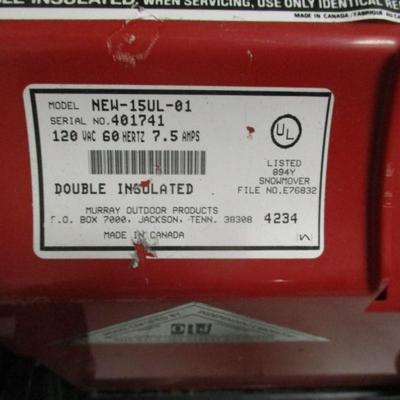 INSULATED, WHEN SERVICING, USE ONLY IDENTICAL
MADE IN CANADA/FABRIQUÉ
MODEL NEW-15UL-01
SERIAL NO. 401741
120 VAC 60 HERTZ 7.5 AMPS
UL
LISTED
894Y
SNOWMOVER
FILE NO. E76832
DOUBLE INSULATED
MURRAY OUTDOOR PRODUCTS
P.O. BOX 7000, JACKSON, TENN. 38308 4234
MADE IN CANADA